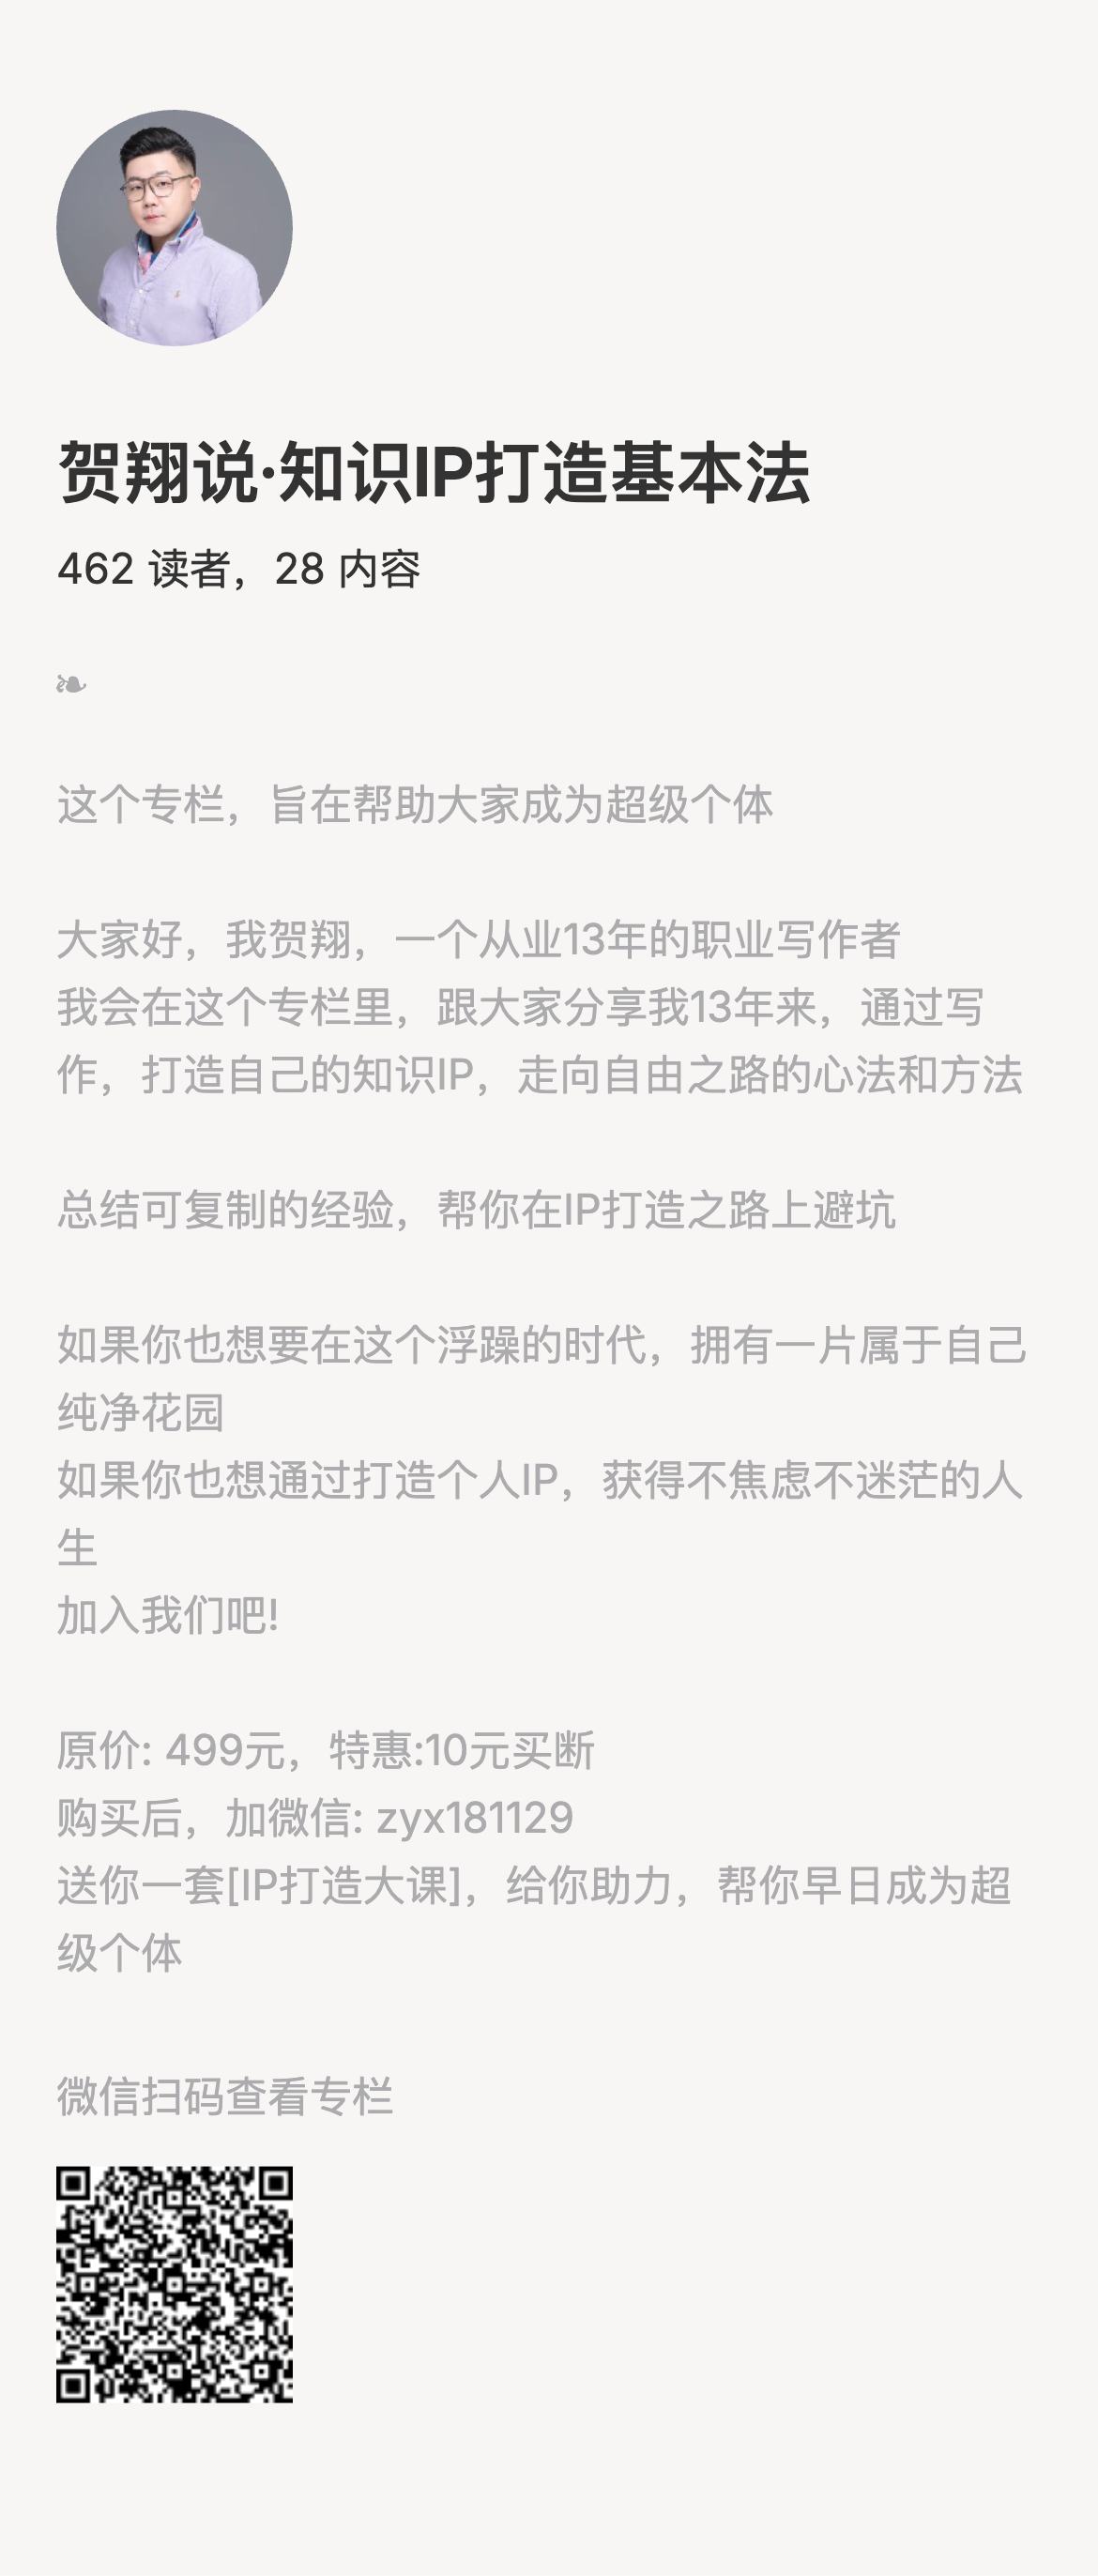 贺翔说·知识IP打造基本法
462 读者，28 内容
❧
这个专栏，旨在帮助大家成为超级个体
大家好，我贺翔，一个从业13年的职业写作者
我会在这个专栏里，跟大家分享我13年来，通过写
作，打造自己的知识IP，走向自由之路的心法和方法
总结可复制的经验，帮你在IP打造之路上避坑
如果你也想要在这个浮躁的时代，拥有一片属于自己
纯净花园
如果你也想通过打造个人IP，获得不焦虑不迷茫的人
生
加入我们吧!
原价: 499元，特惠:10元买断
购买后，加微信: zyx181129
送你一套[IP打造大课]，给你助力，帮你早日成为超
级个体
微信扫码查看专栏